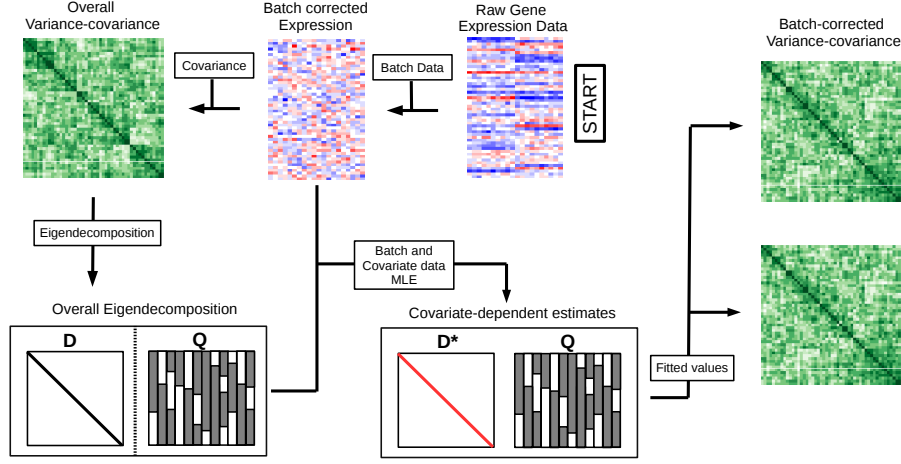 Overall
Variance-covariance
Batch corrected
Expression
Raw Gene
Expression Data
Batch-corrected
Variance-covariance
Covariance
Batch Data
START
Eigendecomposition
Batch and
Covariate data
MLE
Overall Eigendecomposition
Covariate-dependent estimates
D
Q
D*
Q
Fitted values